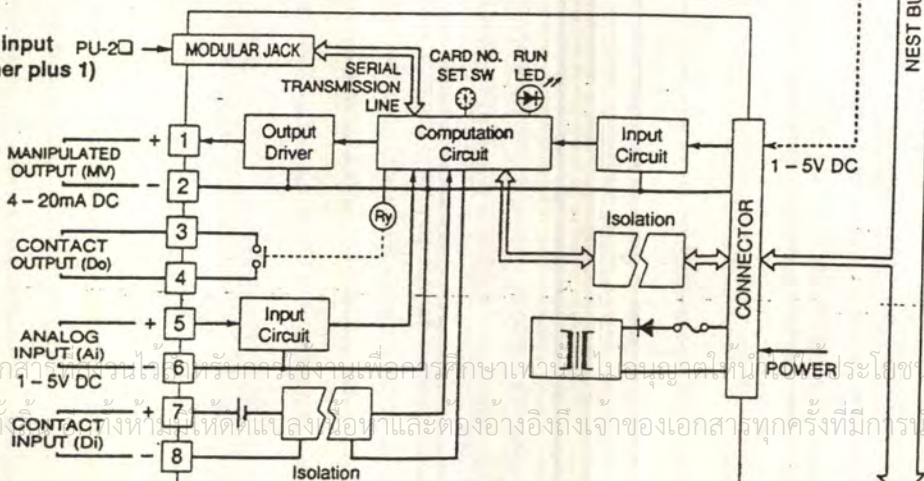 input PU-2□
er plus 1)
MODULAR JACK
SERIAL
TRANSMISSION
LINE
CARD NO.
SET SW
RUN
LED
NEST BU
1
Output
Driver
Computation
Circuit
Input
Circuit
+
MANIPULATED
OUTPUT (MV)
−
4 – 20mA DC
2
1 – 5V DC
CONNECTOR
Ry
Isolation
3
CONTACT
OUTPUT (Do)
4
+
5
Input
Circuit
ANALOG
INPUT (Ai)
−
6
1 – 5V DC
POWER
+
7
CONTACT
INPUT (Di)
−
8
Isolation